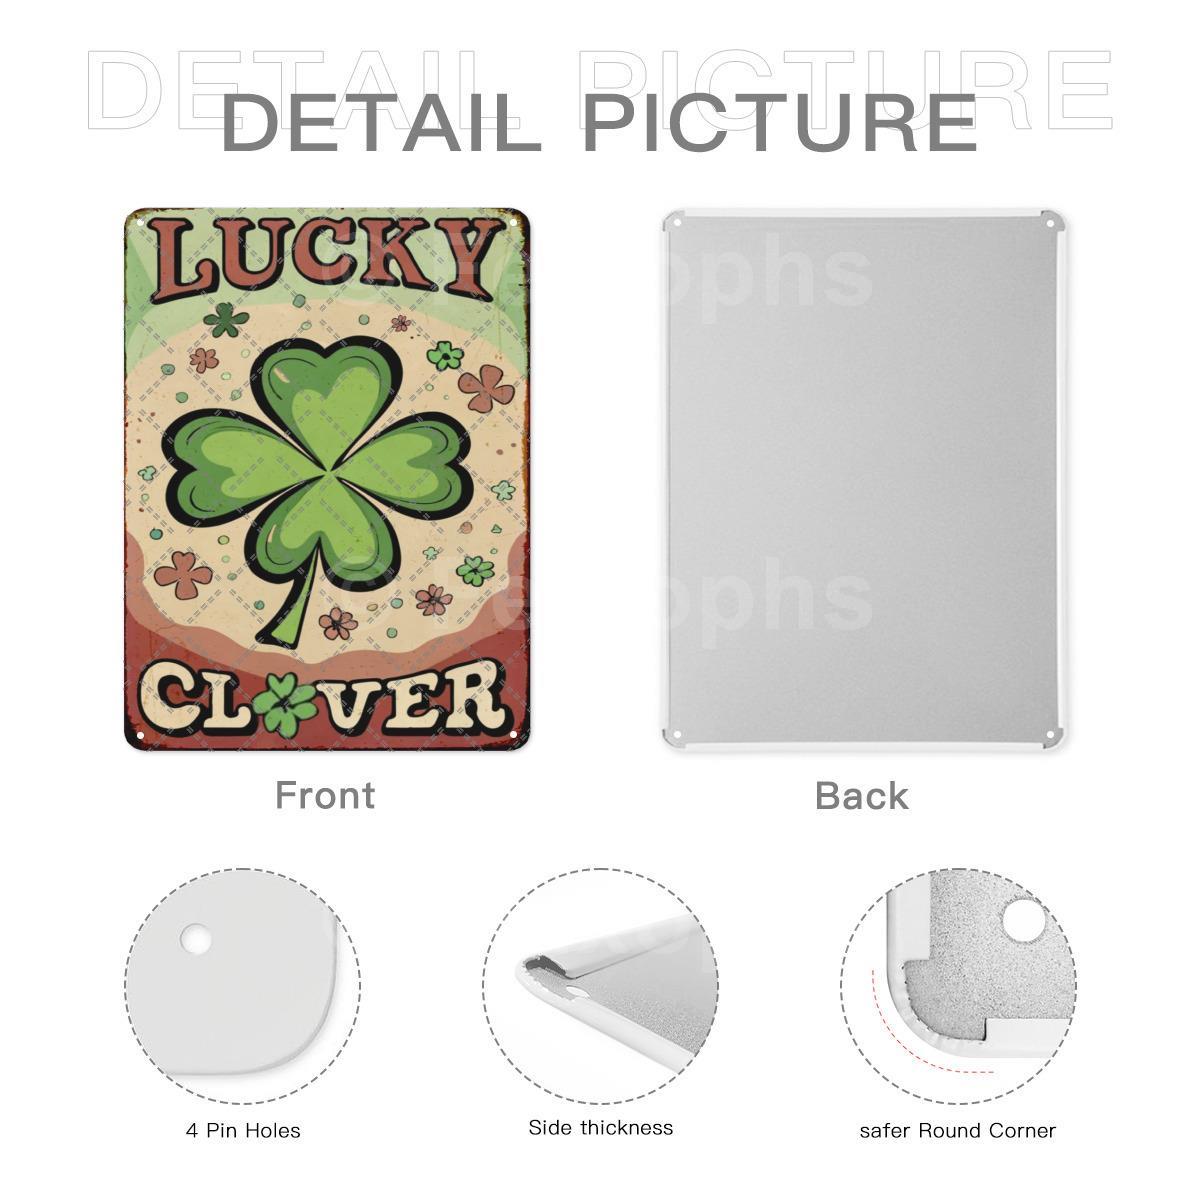 DETAIL PICTURE
DETAIL PICTURE
LUCKY
CLOVER
Front
Back
4 Pin Holes
Side thickness
safer Round Corner